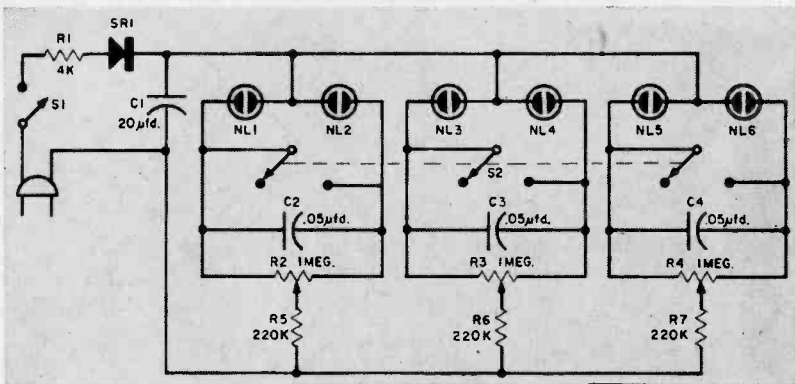 R1
4K
SR1
S1
C1
20µfd.
NL1
NL2
NL3
NL4
NL5
NL6
S2
C2
.05µfd.
C3
.05µfd.
C4
.05µfd.
R2 1MEG.
R3 1MEG.
R4 1MEG.
R5
220K
R6
220K
R7
220K